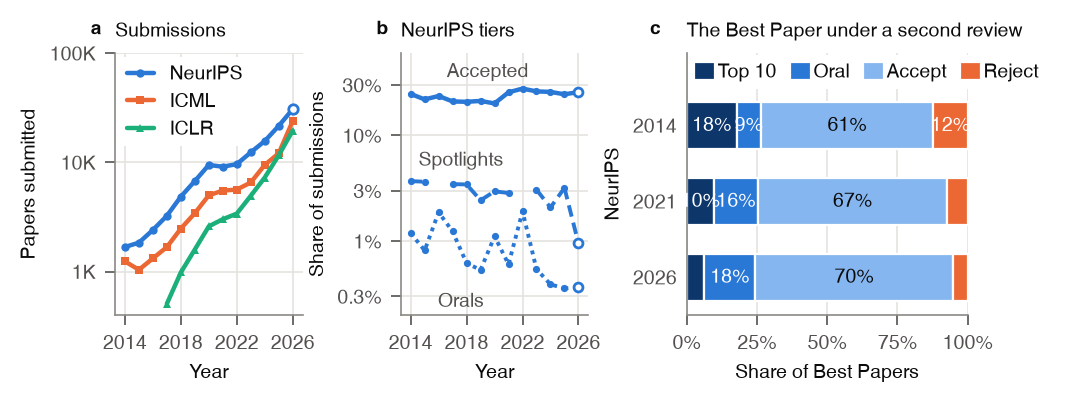 a Submissions
100K
10K
1K
Papers submitted
NeurIPS
ICML
ICLR
2014 2018 2022 2026
Year
b NeurIPS tiers
30%
10%
3%
1%
0.3%
Share of submissions
Accepted
Spotlights
Orals
2014 2018 2022 2026
Year
c The Best Paper under a second review
Top 10 Oral Accept Reject
NeurIPS
2014 18% 9% 61% 12%
2021 0% 16% 67%
2026 18% 70%
0% 25% 50% 75% 100%
Share of Best Papers